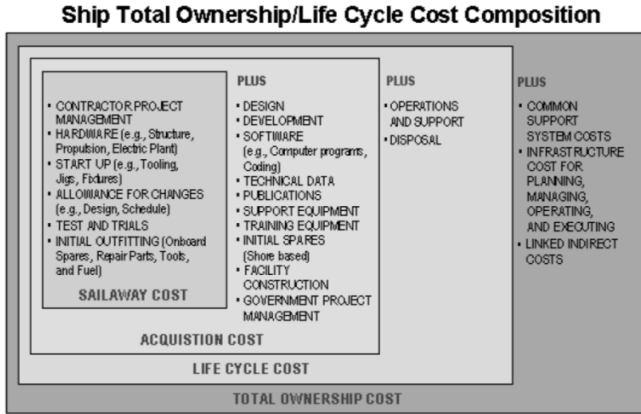 Ship Total Ownership/Life Cycle Cost Composition
• CONTRACTOR PROJECT
MANAGEMENT
• HARDWARE (e.g., Structure,
Propulsion, Electric Plant)
• START UP (e.g., Tooling,
Jigs, Fixtures)
• ALLOWANCE FOR CHANGES
(e.g., Design, Schedule)
• TEST AND TRIALS
• INITIAL OUTFITTING (Onboard
Spares, Repair Parts, Tools,
and Fuel)
SAILAWAY COST
PLUS
• DESIGN
• DEVELOPMENT
• SOFTWARE
(e.g., Computer programs,
Coding)
• TECHNICAL DATA
• PUBLICATIONS
• SUPPORT EQUIPMENT
• TRAINING EQUIPMENT
• INITIAL SPARES
(Shore based)
• FACILITY
CONSTRUCTION
• GOVERNMENT PROJECT
MANAGEMENT
ACQUISTION COST
PLUS
• OPERATIONS
AND SUPPORT
• DISPOSAL
LIFE CYCLE COST
PLUS
• COMMON
SUPPORT
SYSTEM COSTS
• INFRASTRUCTURE
COST FOR
PLANNING,
MANAGING,
OPERATING,
AND EXECUTING
• LINKED INDIRECT
COSTS
TOTAL OWNERSHIP COST